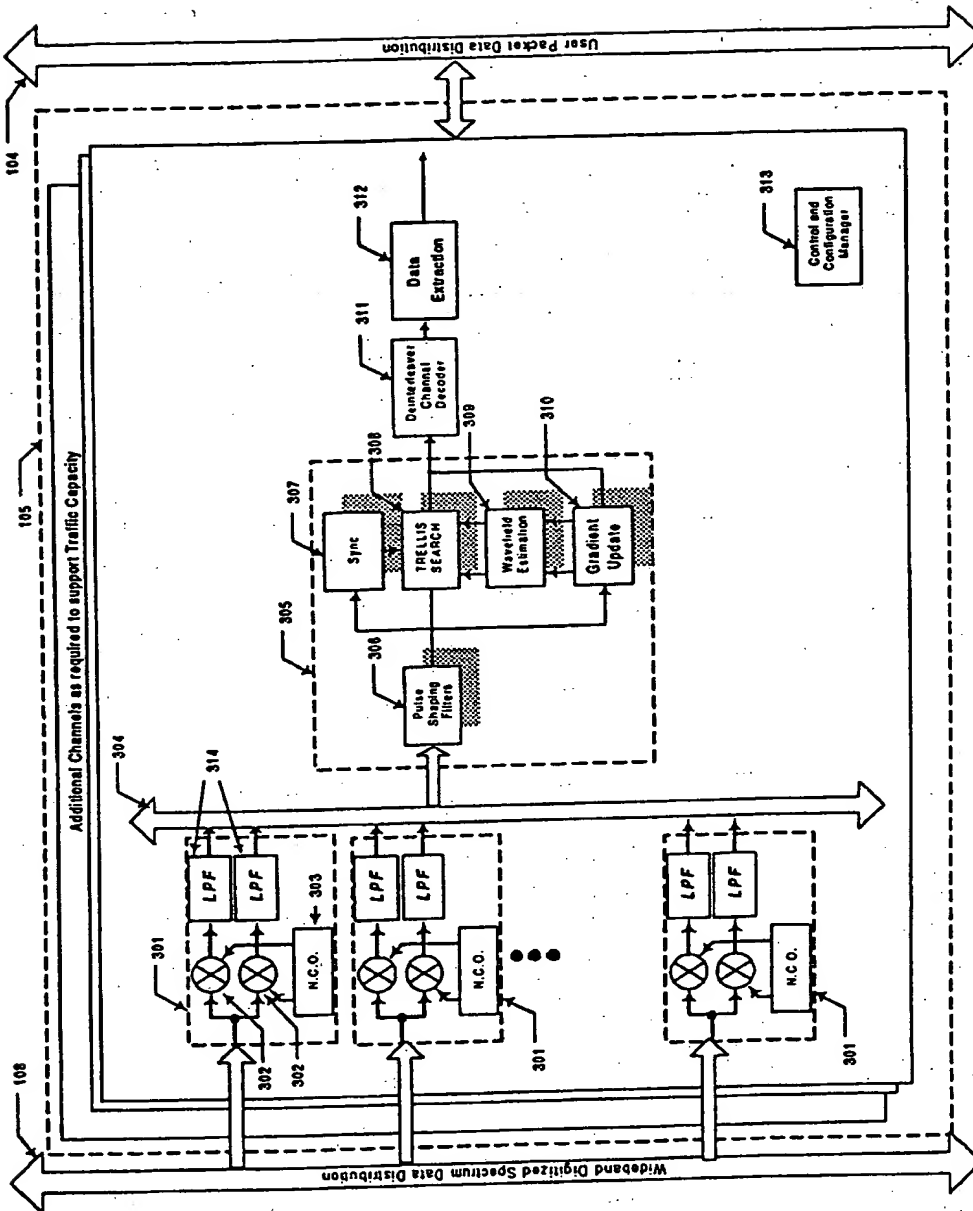 104
User Packet Data Distribution
105
Additional Channels as required to support Traffic Capacity
312
Data
Extraction
311
Deinterleaver
Channel
Decoder
313
Control and
Configuration
Manager
305
307
Sync
308
TRELLIS
SEARCH
309
Wavefield
Estimation
310
Gradient
Update
306
Pulse
Shaping
Filters
304
314
LPF
LPF
303
N.C.O.
301
302
302
LPF
LPF
N.C.O.
301
LPF
LPF
N.C.O.
301
108
Wideband Digitized Spectrum Data Distribution